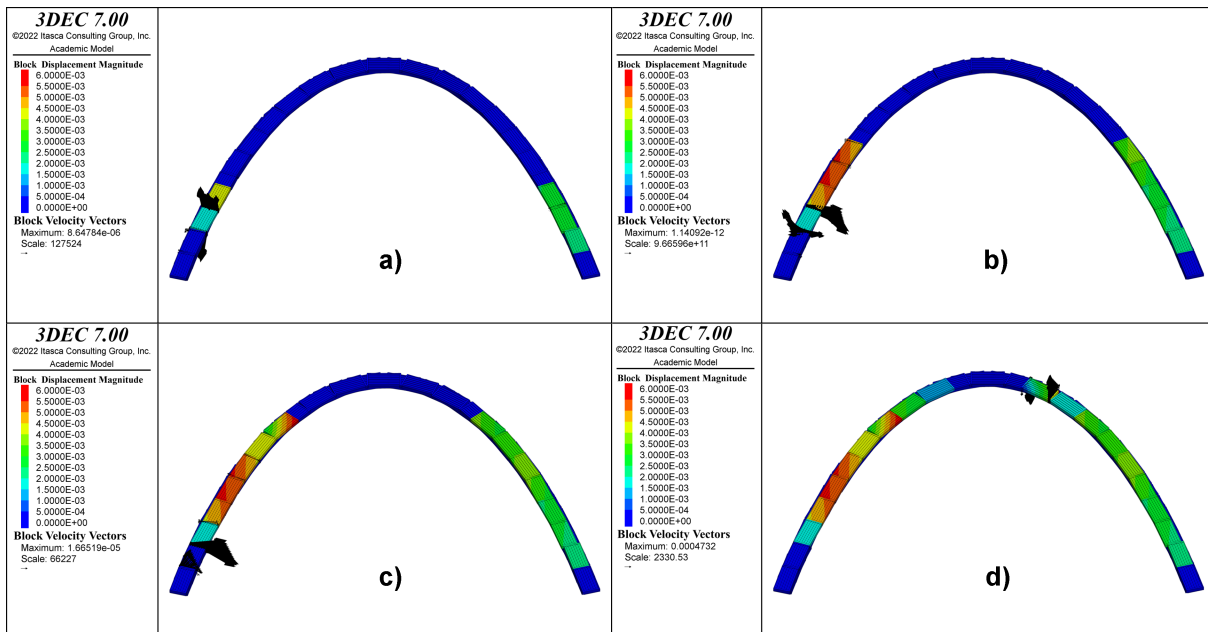 3DEC 7.00
©2022 Itasca Consulting Group, Inc.
Academic Model
Block Displacement Magnitude
6.0000E-03
5.5000E-03
5.0000E-03
4.5000E-03
4.0000E-03
3.5000E-03
3.0000E-03
2.5000E-03
2.0000E-03
1.5000E-03
1.0000E-03
5.0000E-04
0.0000E+00
Block Velocity Vectors
Maximum: 8.64784e-06
Scale: 127524
a)
3DEC 7.00
©2022 Itasca Consulting Group, Inc.
Academic Model
Block Displacement Magnitude
6.0000E-03
5.5000E-03
5.0000E-03
4.5000E-03
4.0000E-03
3.5000E-03
3.0000E-03
2.5000E-03
2.0000E-03
1.5000E-03
1.0000E-03
5.0000E-04
0.0000E+00
Block Velocity Vectors
Maximum: 1.14092e-12
Scale: 9.66596e+11
b)
3DEC 7.00
©2022 Itasca Consulting Group, Inc.
Academic Model
Block Displacement Magnitude
6.0000E-03
5.5000E-03
5.0000E-03
4.5000E-03
4.0000E-03
3.5000E-03
3.0000E-03
2.5000E-03
2.0000E-03
1.5000E-03
1.0000E-03
5.0000E-04
0.0000E+00
Block Velocity Vectors
Maximum: 1.66519e-05
Scale: 66227
c)
3DEC 7.00
©2022 Itasca Consulting Group, Inc.
Academic Model
Block Displacement Magnitude
6.0000E-03
5.5000E-03
5.0000E-03
4.5000E-03
4.0000E-03
3.5000E-03
3.0000E-03
2.5000E-03
2.0000E-03
1.5000E-03
1.0000E-03
5.0000E-04
0.0000E+00
Block Velocity Vectors
Maximum: 0.0004732
Scale: 2330.53
d)